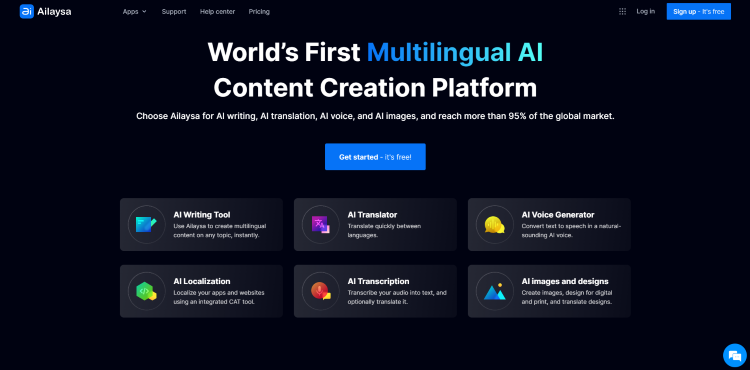 Ailaysa
Apps
Support
Help center
Pricing
Log in
Sign up - It's free
World's First Multilingual AI
Content Creation Platform
Choose Ailaysa for AI writing, AI translation, AI voice, and AI images, and reach more than 95% of the global market.
Get started - it's free!
AI Writing Tool
Use Ailaysa to create multilingual
content on any topic, instantly.
AI Translator
Translate quickly between
languages.
AI Voice Generator
Convert text to speech in a natural-
sounding AI voice.
AI Localization
Localize your apps and websites
using an integrated CAT tool.
AI Transcription
Transcribe your audio into text, and
optionally translate it.
AI images and designs
Create images, design for digital
and print, and translate designs.